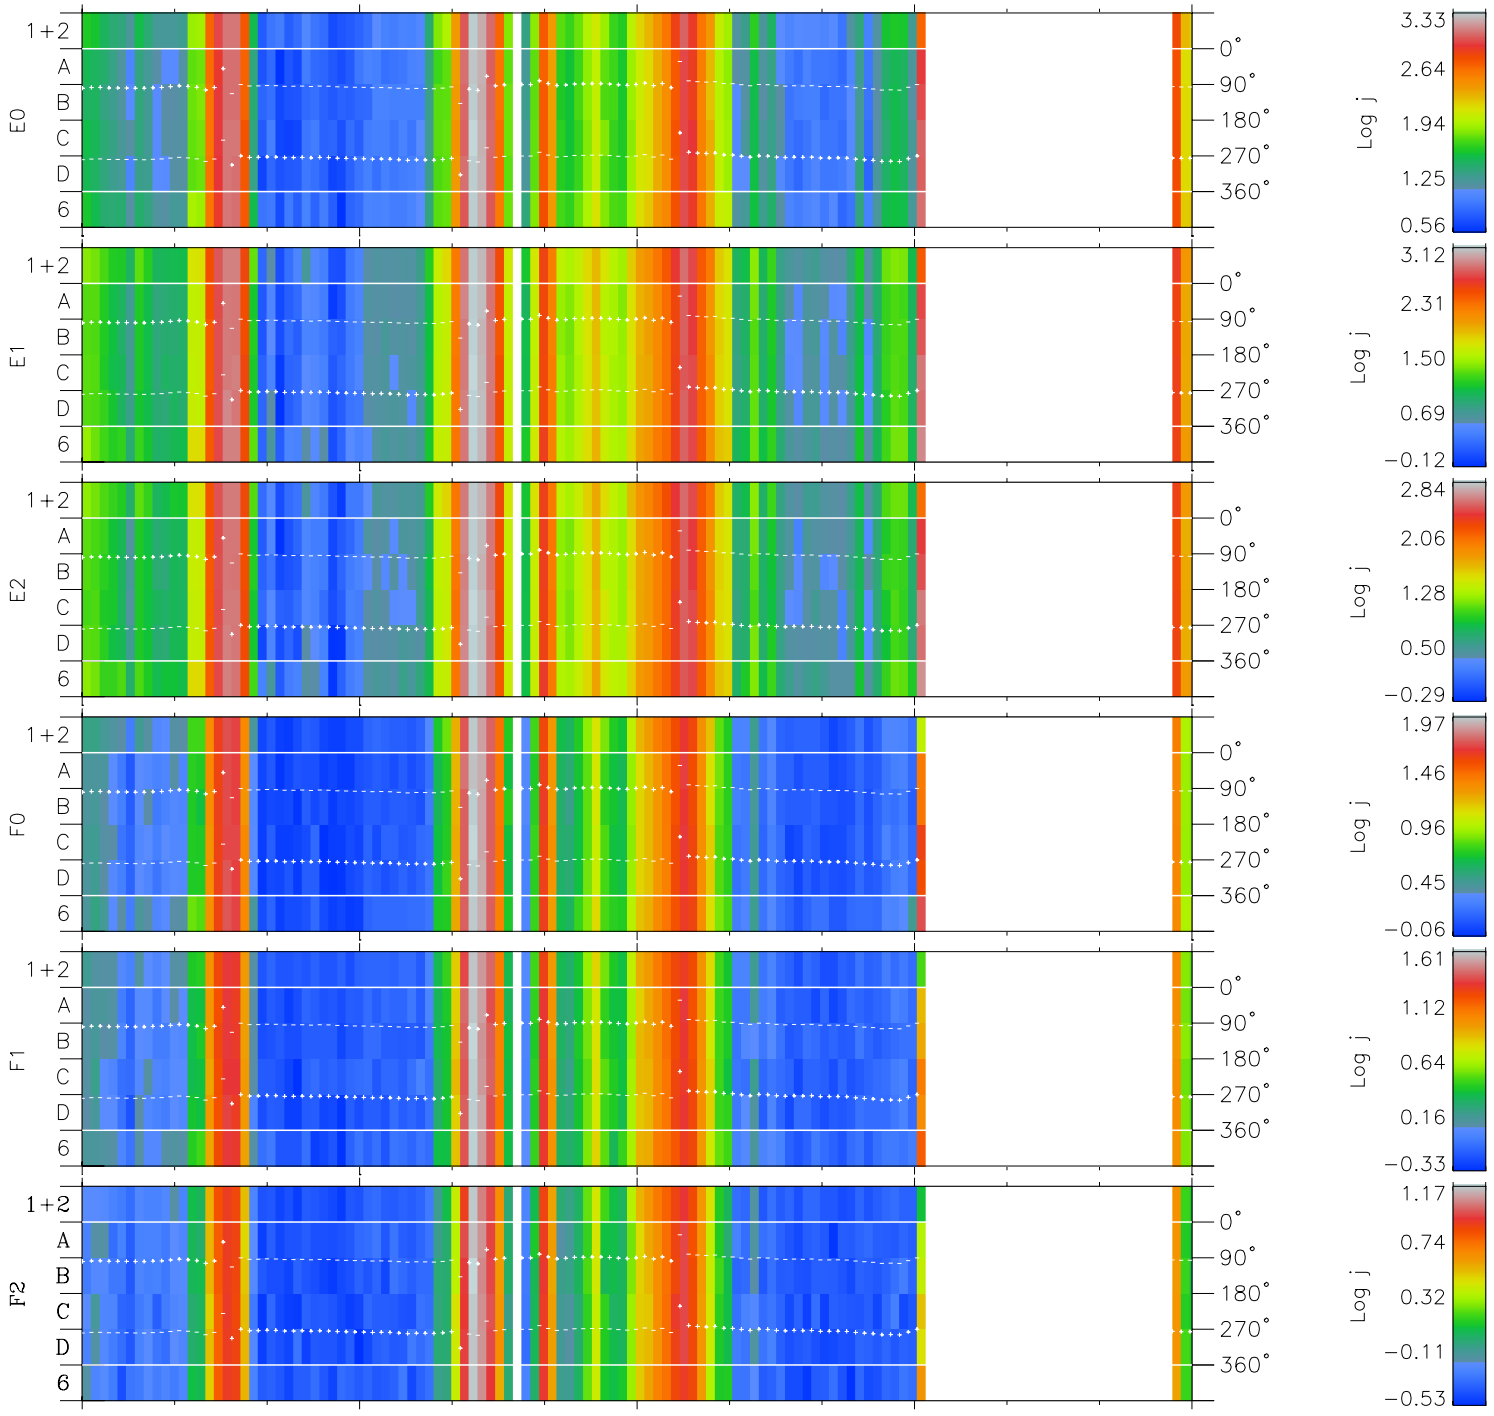 1+2
A
B
C
D
6
E0
0°
90°
180°
270°
360°
Log j
3.33
2.64
1.94
1.25
0.56
1+2
A
B
C
D
6
E1
0°
90°
180°
270°
360°
Log j
3.12
2.31
1.50
0.69
−0.12
1+2
A
B
C
D
6
E2
0°
90°
180°
270°
360°
Log j
2.84
2.06
1.28
0.50
−0.29
1+2
A
B
C
D
6
F0
0°
90°
180°
270°
360°
Log j
1.97
1.46
0.96
0.45
−0.06
1+2
A
B
C
D
6
F1
0°
90°
180°
270°
360°
Log j
1.61
1.12
0.64
0.16
−0.33
1+2
A
B
C
D
6
F2
0°
90°
180°
270°
360°
Log j
1.17
0.74
0.32
−0.11
−0.53